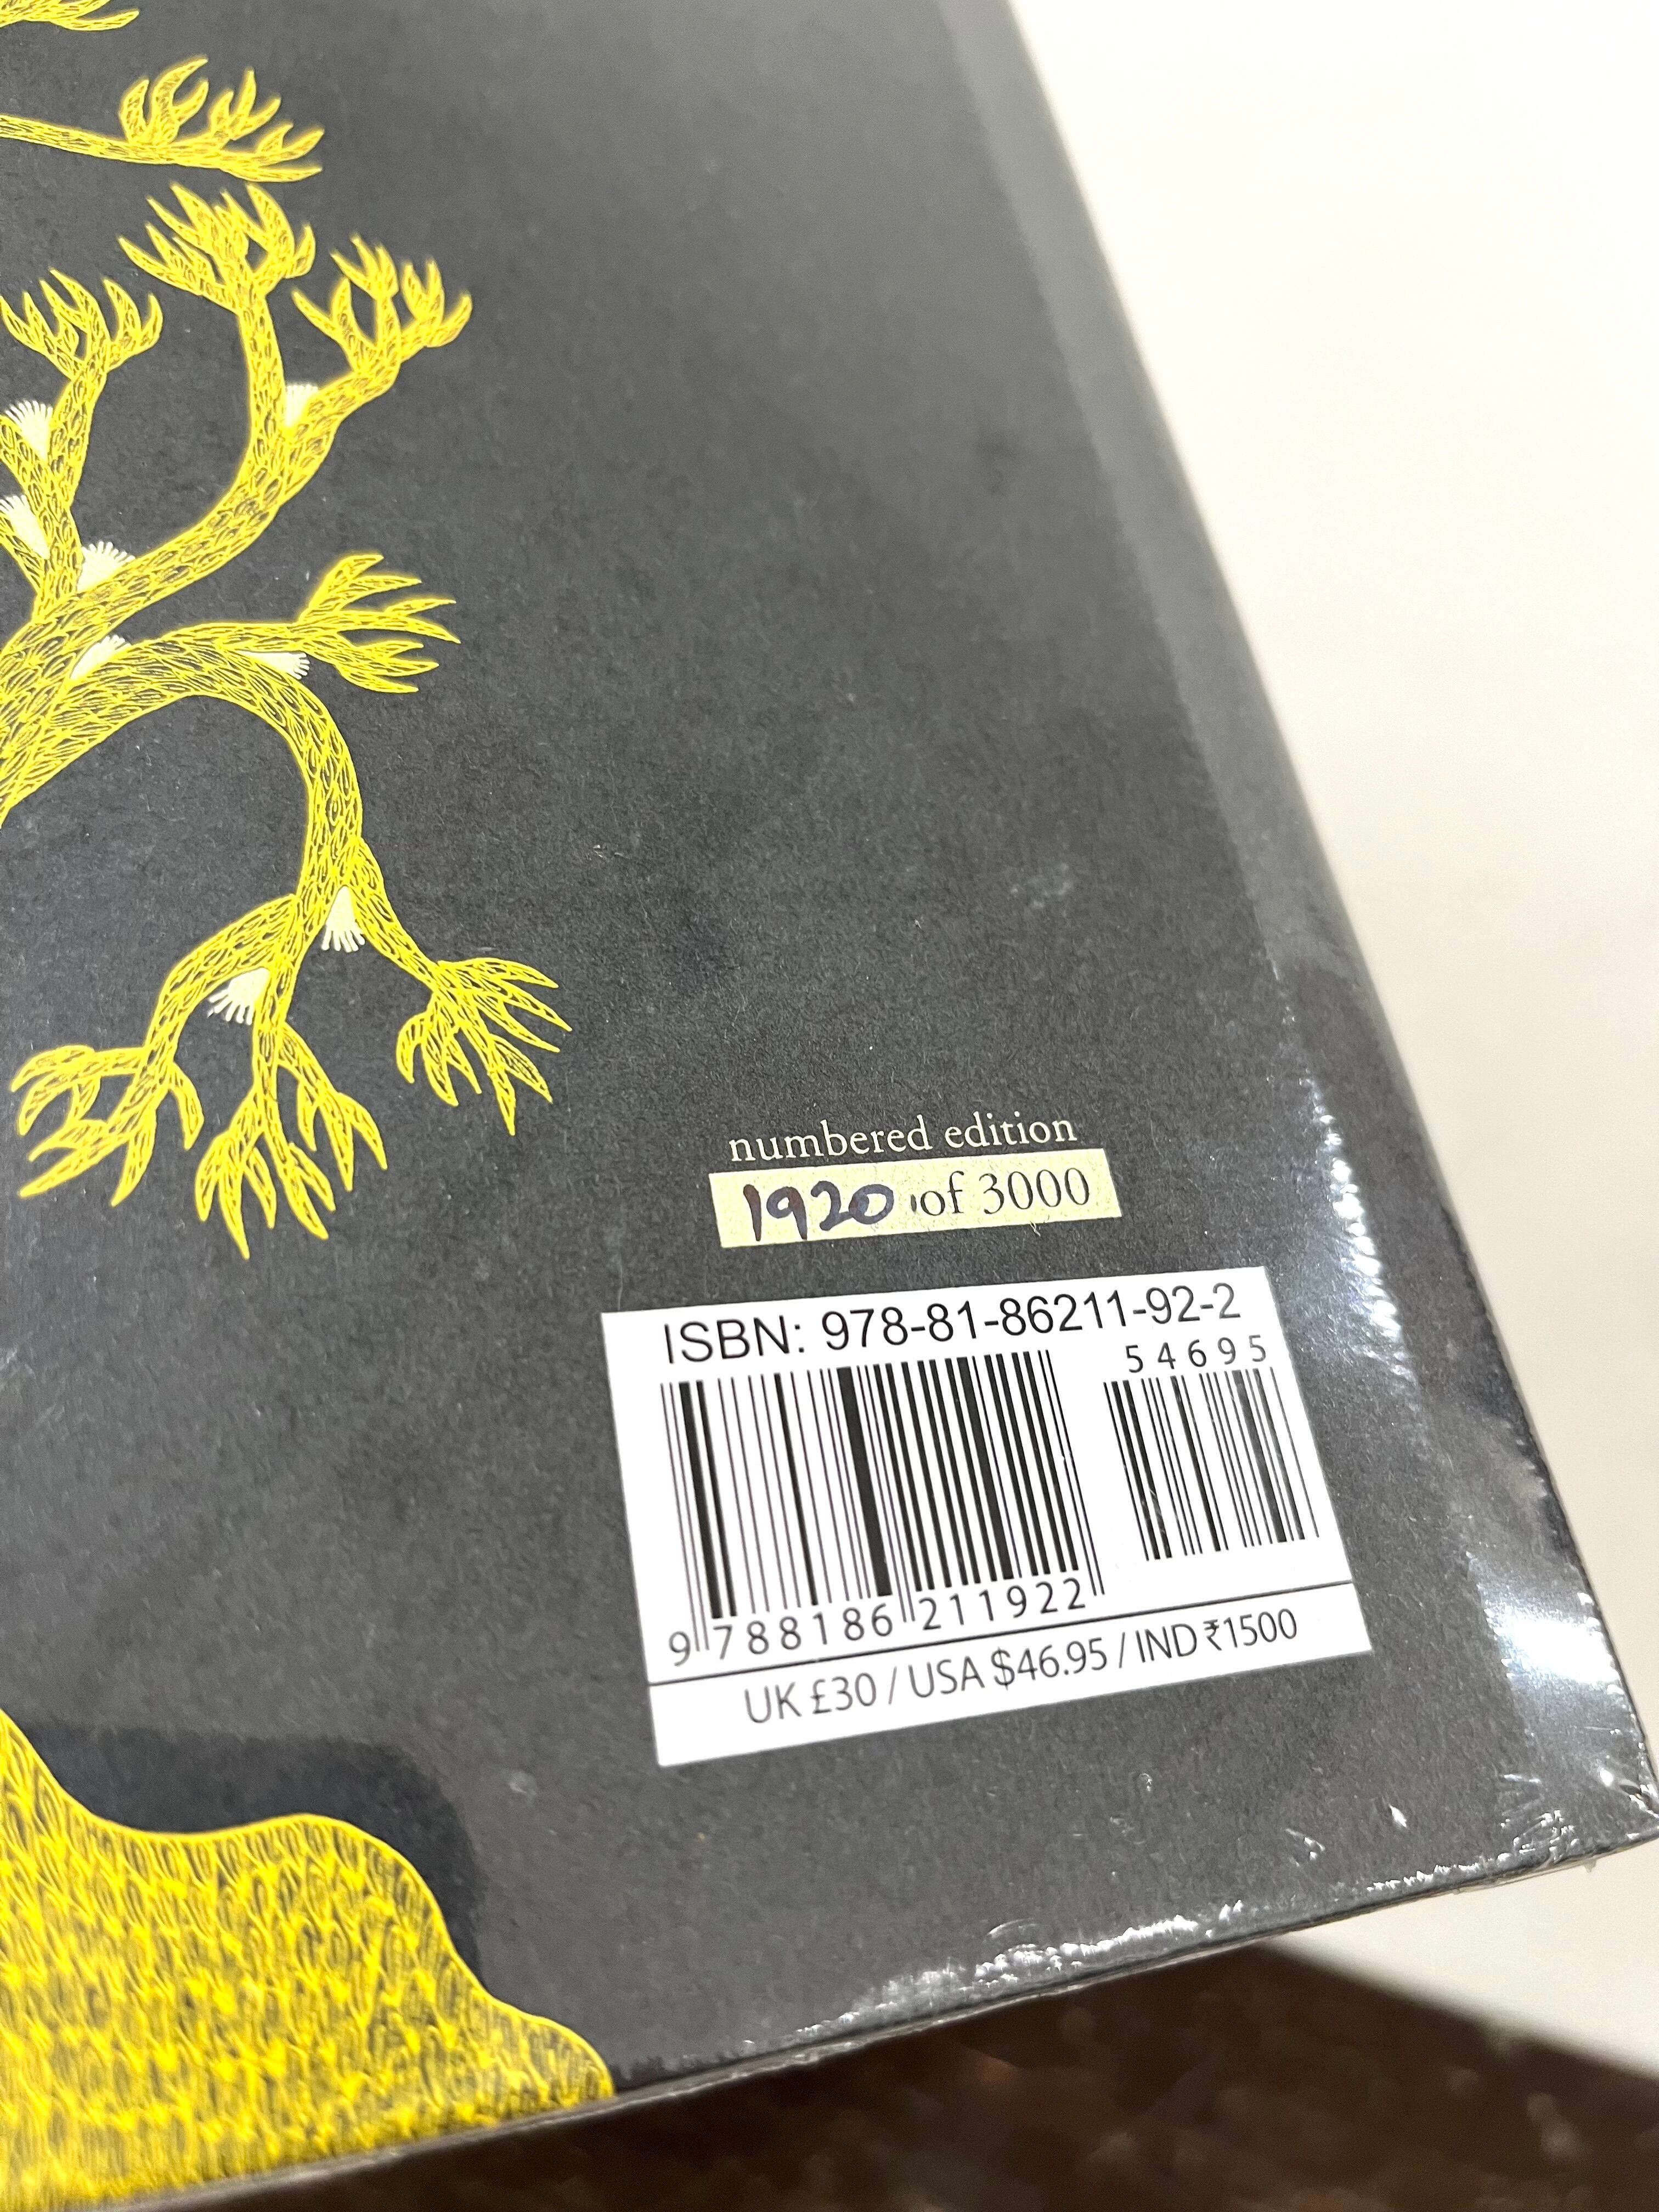 numbered edition
1920 of 3000
ISBN: 978-81-86211-92-2
54695
9 788186 211922
UK £30 / USA $46.95 / IND ₹1500